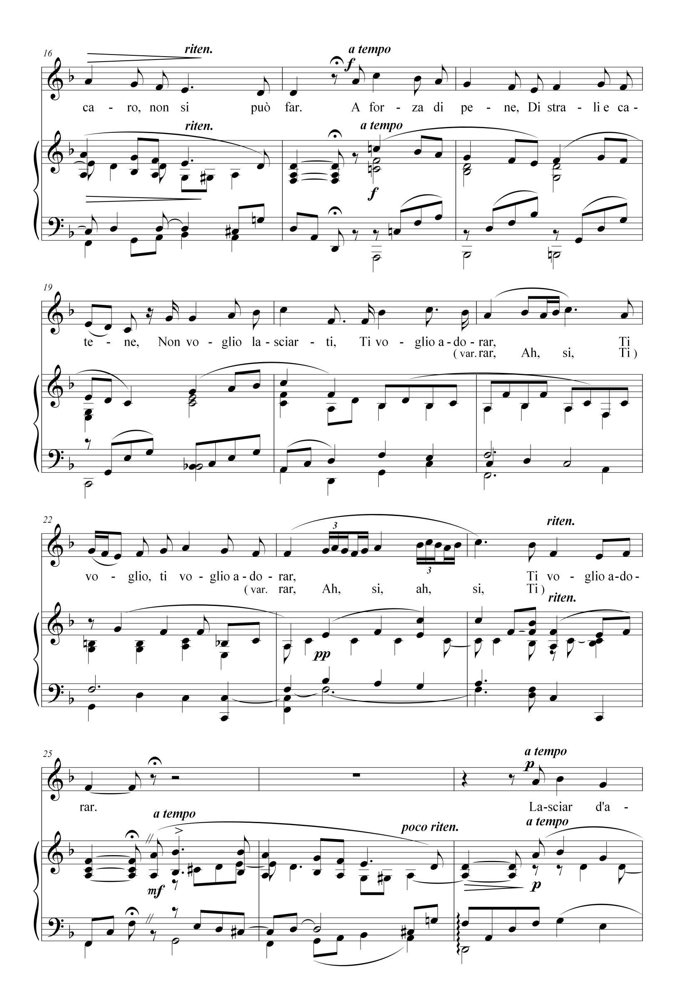 16
riten.
a tempo
f
ca - ro, non si può far. A for - za di pe - ne, Di stra - li e ca -
riten.
a tempo
f
19
te - ne, Non vo - glio la - sciar - ti, Ti vo - glio a - do - rar, Ti
( var. rar, Ah, si, Ti )
22
riten.
3
3
vo - glio, ti vo - glio a - do - rar, Ti vo - glio a - do -
( var. rar, Ah, si, ah, si, Ti )
riten.
pp
25
a tempo
p
rar. La - sciar d'a -
a tempo
poco riten.
a tempo
mf
p